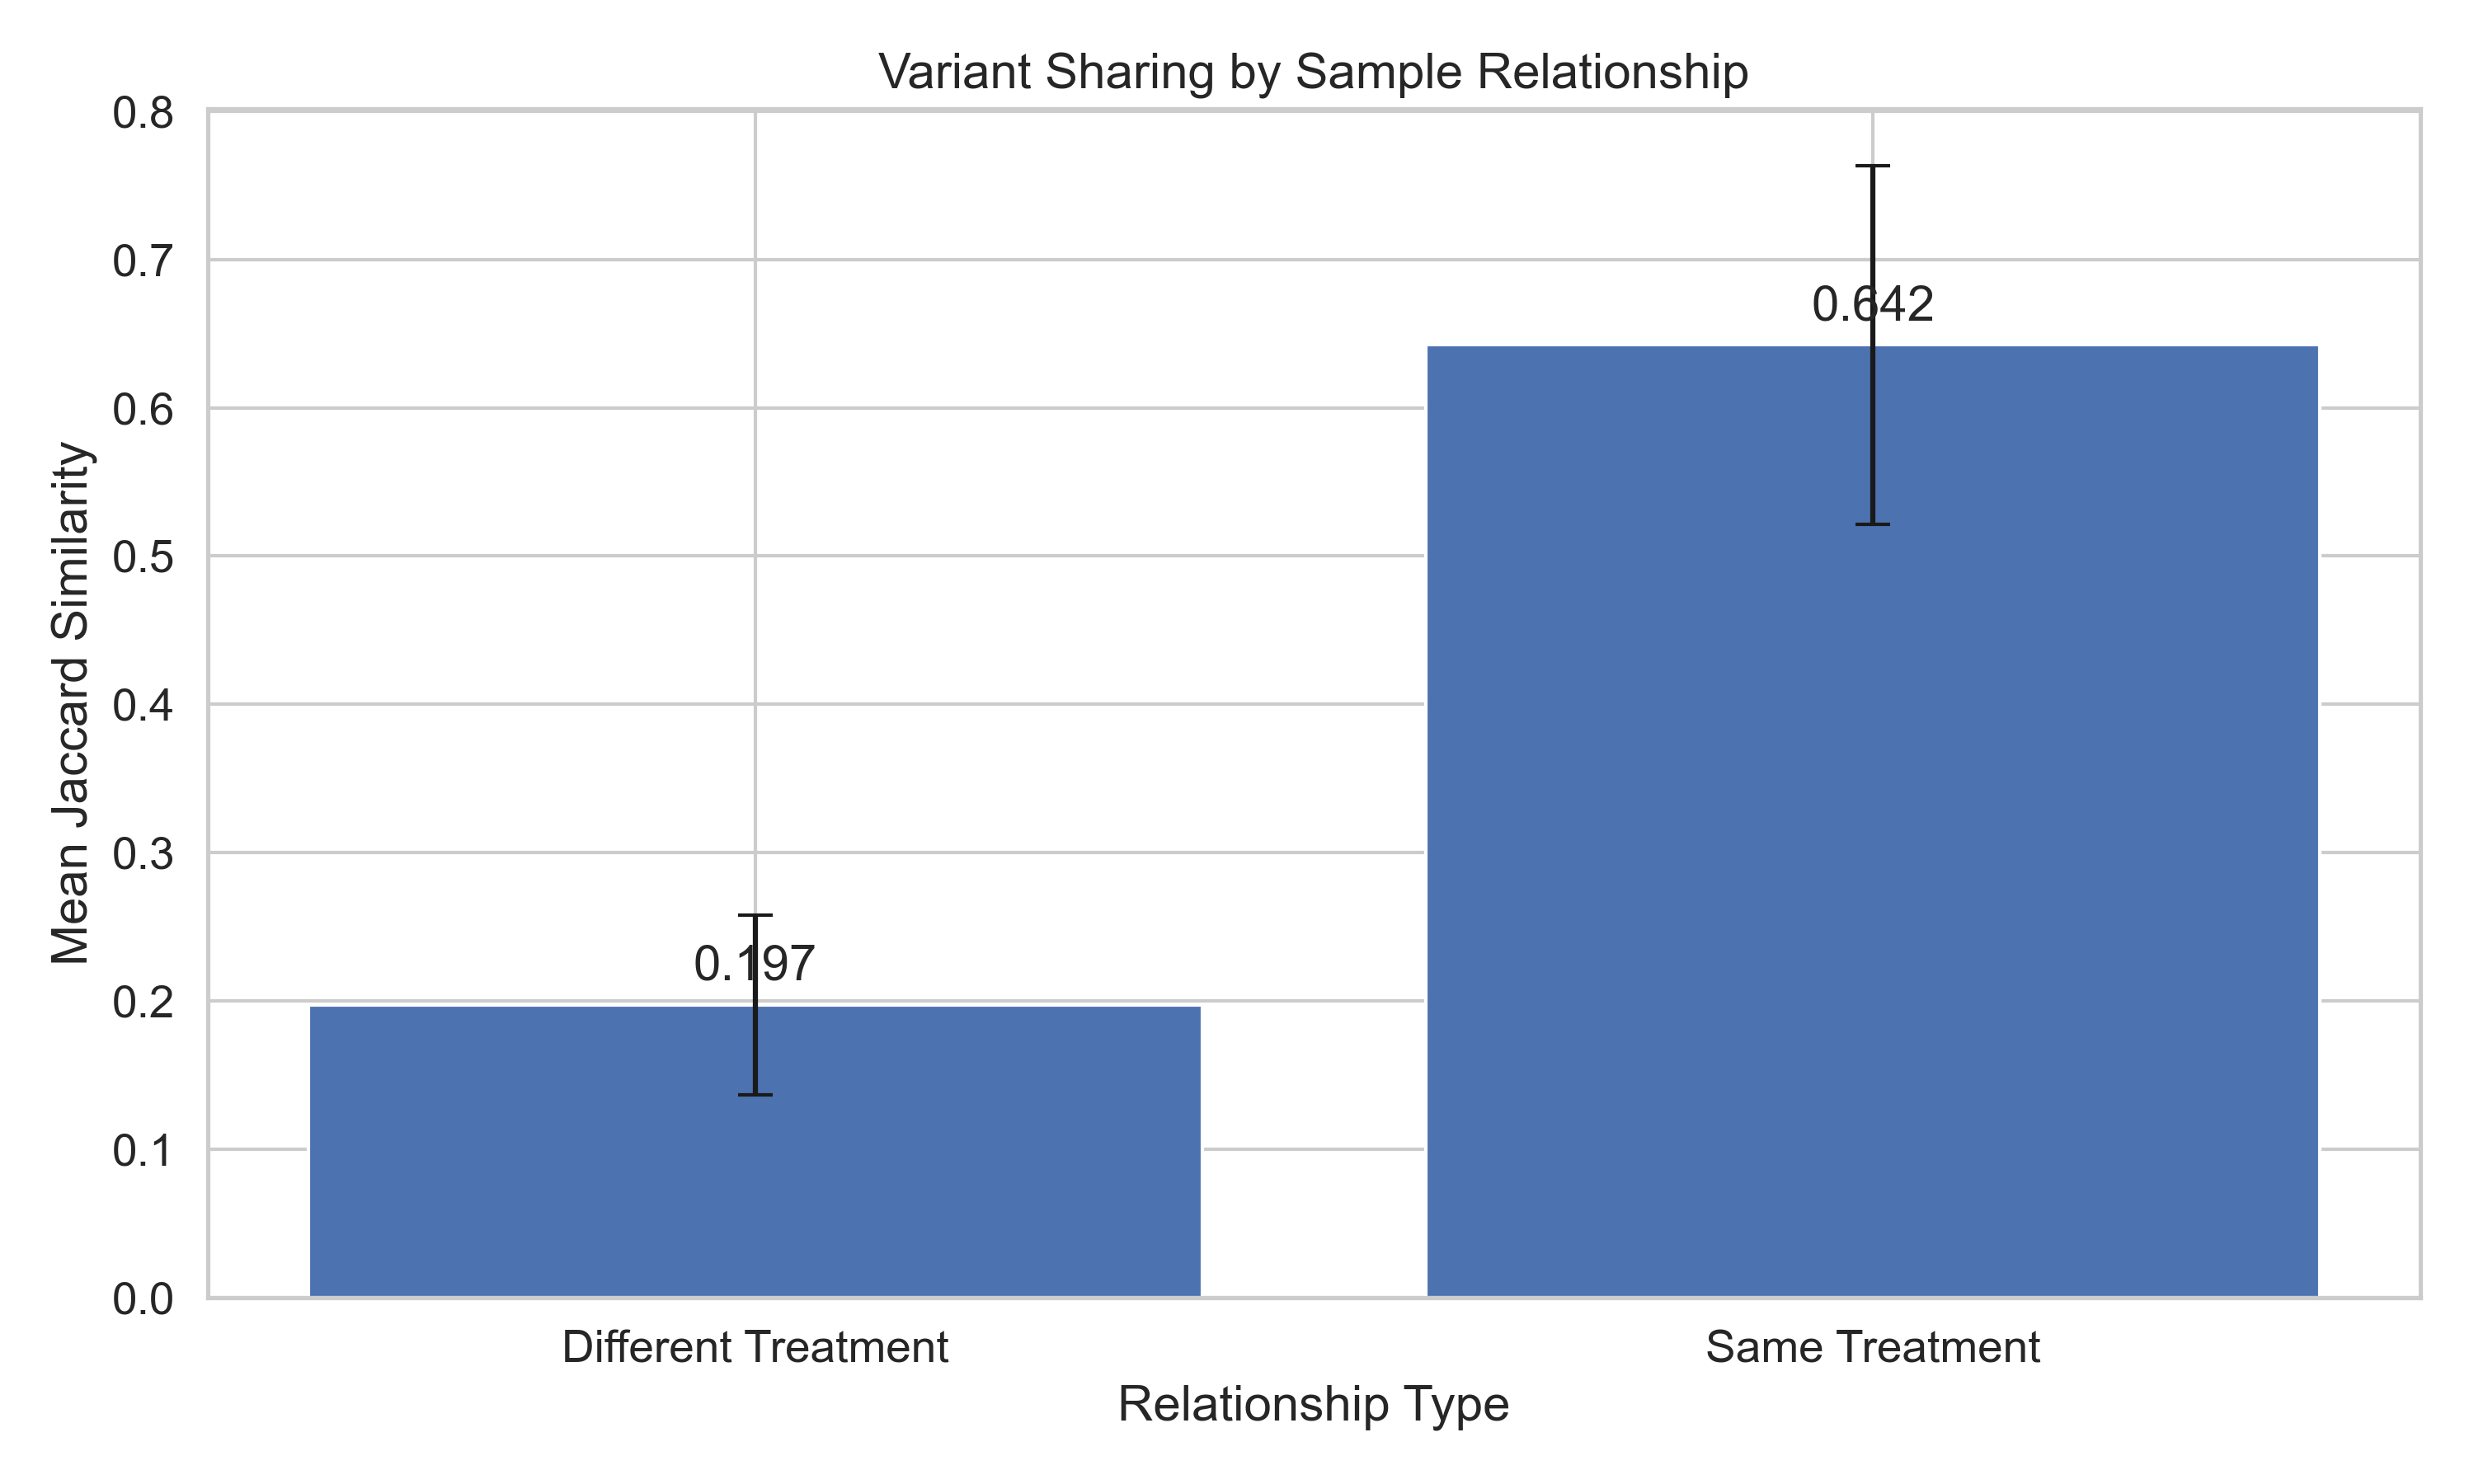 Variant Sharing by Sample Relationship
Mean Jaccard Similarity
0.8
0.7
0.6
0.5
0.4
0.3
0.2
0.1
0.0
0.197
0.642
Different Treatment
Same Treatment
Relationship Type